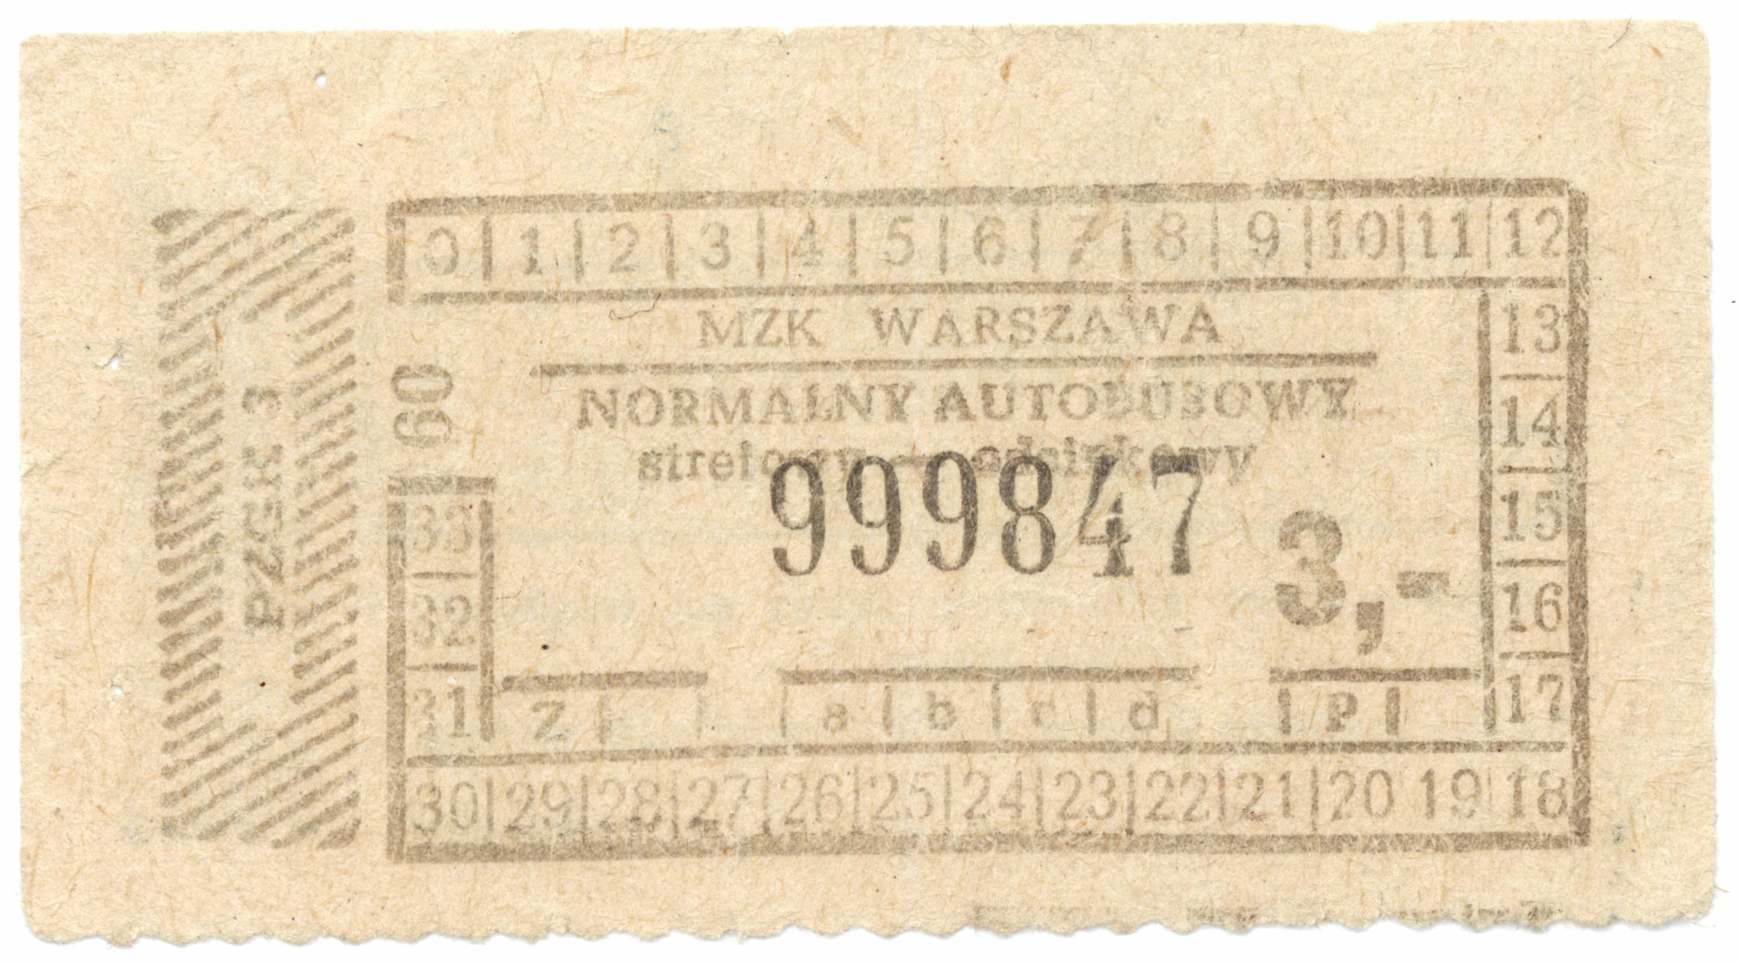 0 1 2 3 4 5 6 7 8 9 10 11 12
MZK WARSZAWA
NORMALNY AUTOBUSOWY
strefowy — odcinkowy
999847
3,-
60
PZGK 3
13
14
15
16
17
33
32
31
Z a b c d P
30 29 28 27 26 25 24 23 22 21 20 19 18